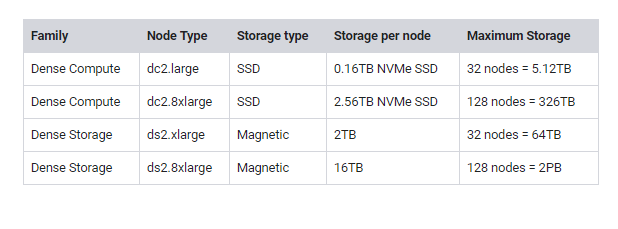 Family Node Type Storage type Storage per node Maximum Storage
Dense Compute dc2.large SSD 0.16TB NVMe SSD 32 nodes = 5.12TB
Dense Compute dc2.8xlarge SSD 2.56TB NVMe SSD 128 nodes = 326TB
Dense Storage ds2.xlarge Magnetic 2TB 32 nodes = 64TB
Dense Storage ds2.8xlarge Magnetic 16TB 128 nodes = 2PB